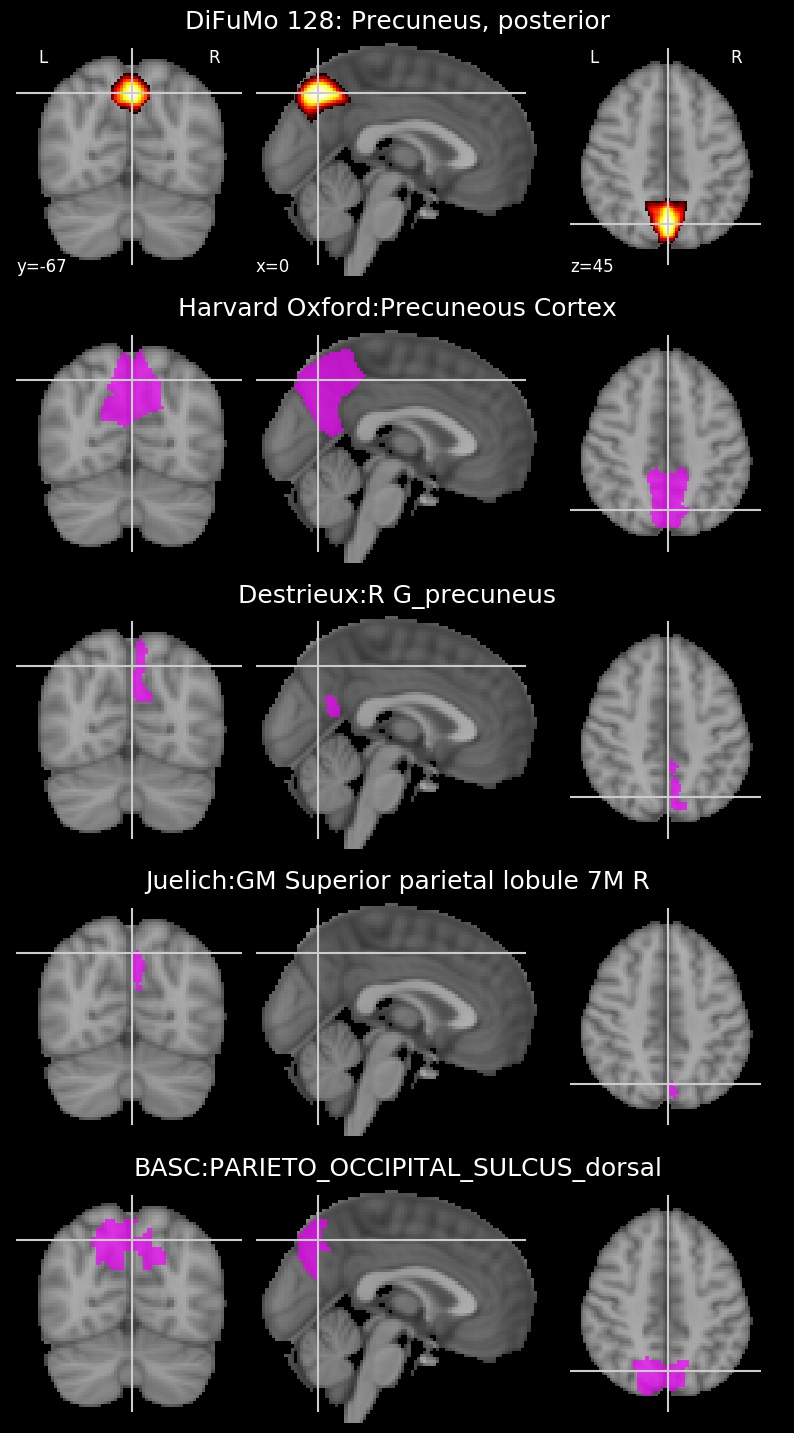 DiFuMo 128: Precuneus, posterior
L R L R
y=-67 x=0 z=45
Harvard Oxford:Precuneous Cortex
Destrieux:R G_precuneus
Juelich:GM Superior parietal lobule 7M R
BASC:PARIETO_OCCIPITAL_SULCUS_dorsal